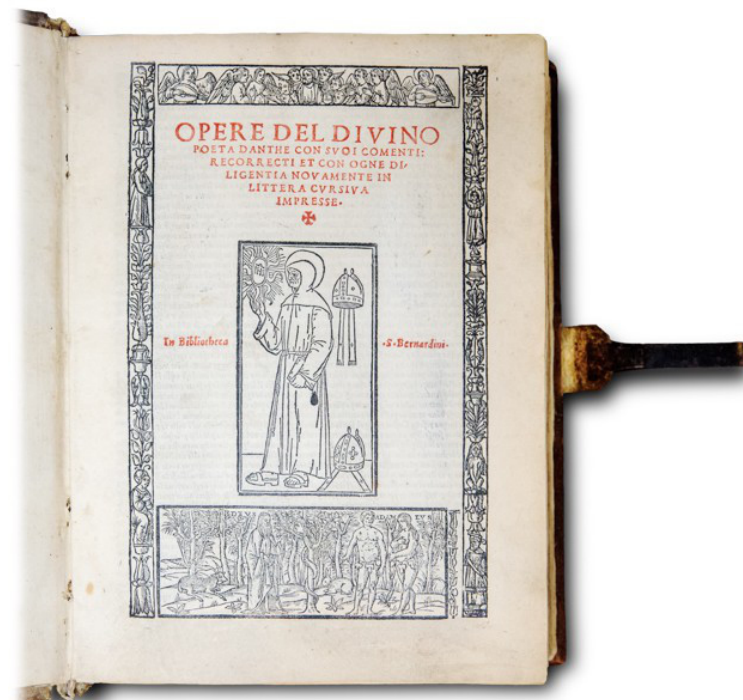 OPERE DEL DIVINO
POETA DANTHE CON SVOI COMENTI:
RECORRECTI ET CON OGNE DI-
LIGENTIA NOVAMENTE IN
LITTERA CVRSIVA
IMPRESSE.
In Bibliotheca
·S·Bernardini·